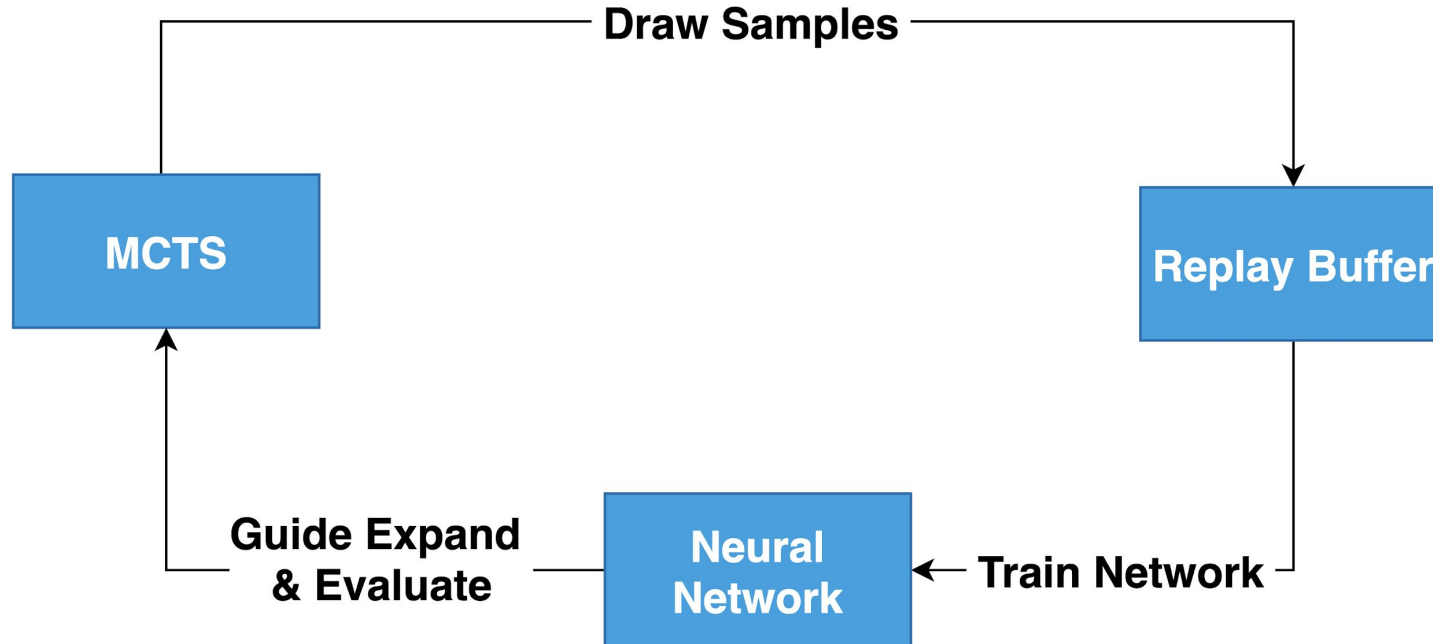 Draw Samples
MCTS
Replay Buffer
Guide Expand
& Evaluate
Neural
Network
Train Network